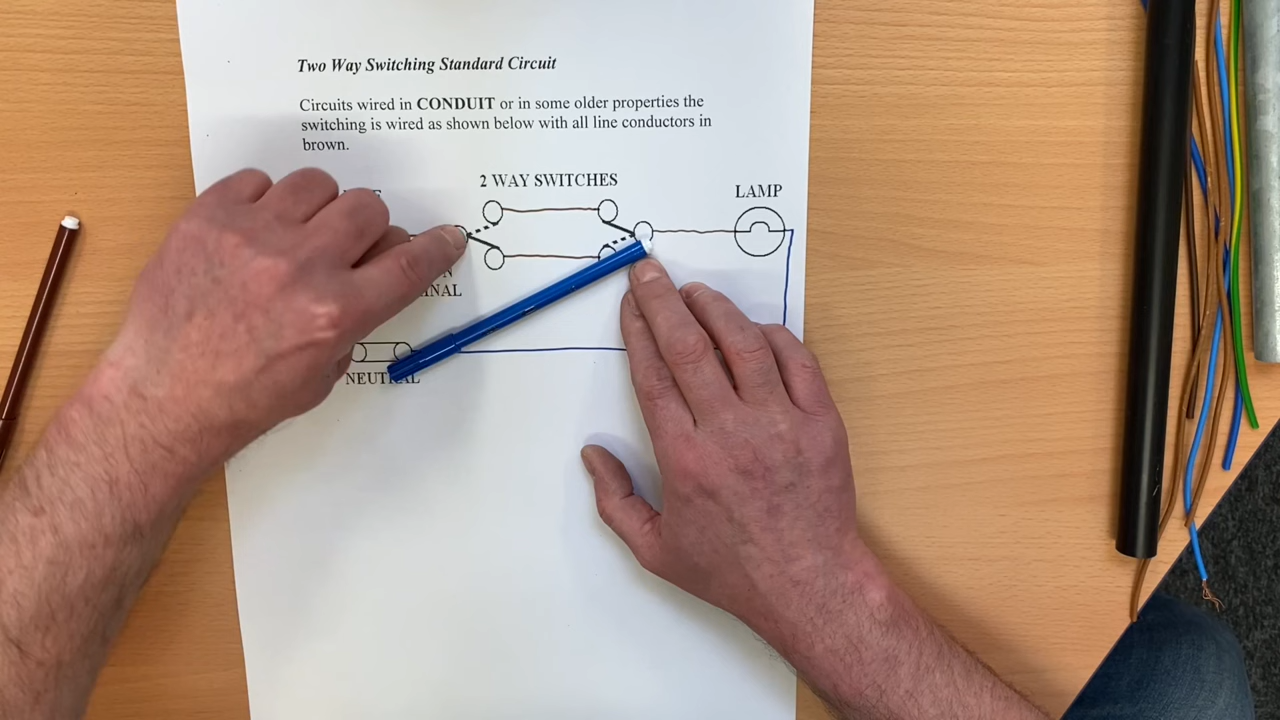 Two Way Switching Standard Circuit
Circuits wired in CONDUIT or in some older properties the
switching is wired as shown below with all line conductors in
brown.
2 WAY SWITCHES
LAMP
NEUTRAL